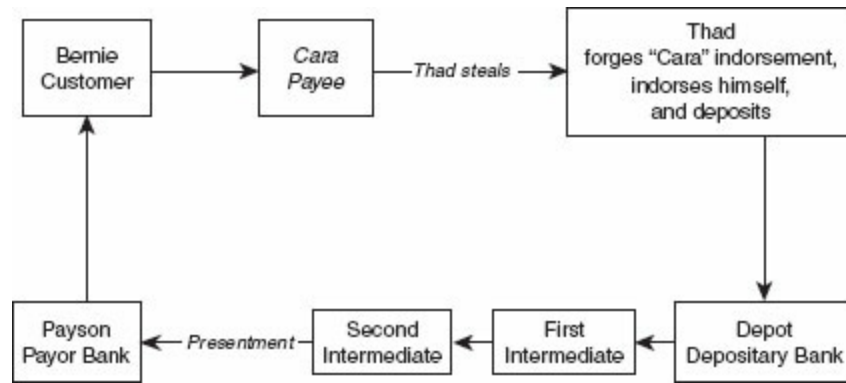 Bernie
Customer
Cara
Payee
Thad steals
Thad
forges “Cara” indorsement,
indorses himself,
and deposits
Payson
Payor Bank
Presentment
Second
Intermediate
First
Intermediate
Depot
Depositary Bank